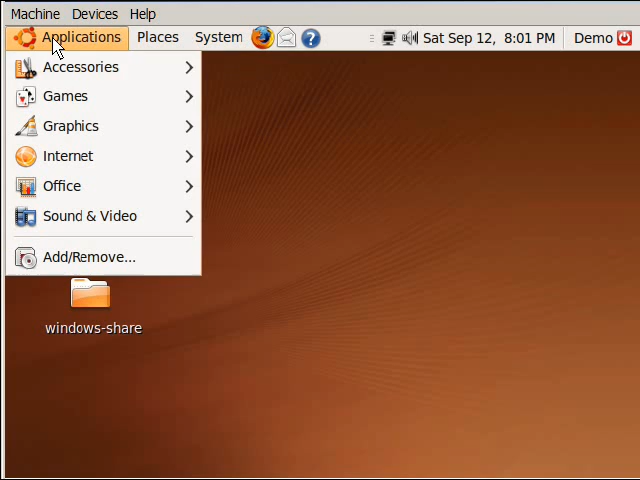 Machine Devices Help
Applications Places System ? Sat Sep 12, 8:01 PM Demo
Accessories
Games
Graphics
Internet
Office
Sound & Video
Add/Remove...
windows-share